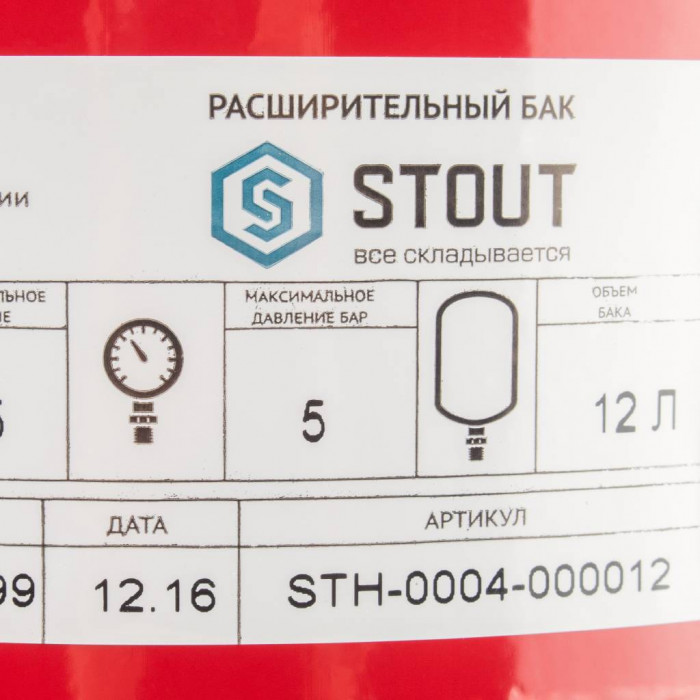 РАСШИРИТЕЛЬНЫЙ БАК
STOUT
все складывается
МАКСИМАЛЬНОЕ
ДАВЛЕНИЕ БАР
5
ОБЪЕМ
БАКА
12 Л
ДАТА
12.16
АРТИКУЛ
STH-0004-000012